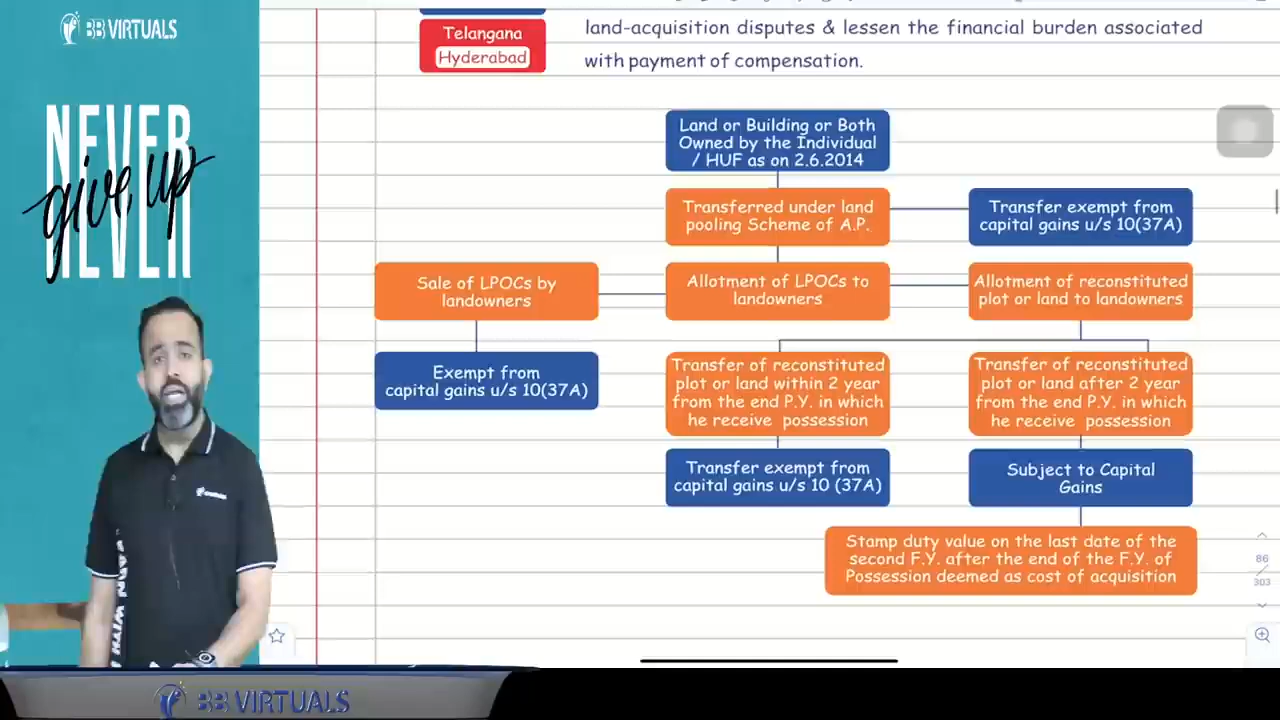 BB VIRTUALS
NEVER
give up
NEVER
Telangana
Hyderabad
land-acquisition disputes & lessen the financial burden associated
with payment of compensation.
Land or Building or Both
Owned by the Individual
/ HUF as on 2.6.2014
Transferred under land
pooling Scheme of A.P.
Transfer exempt from
capital gains u/s 10(37A)
Sale of LPOCs by
landowners
Allotment of LPOCs to
landowners
Allotment of reconstituted
plot or land to landowners
Exempt from
capital gains u/s 10(37A)
Transfer of reconstituted
plot or land within 2 year
from the end P.Y. in which
he receive possession
Transfer of reconstituted
plot or land after 2 year
from the end P.Y. in which
he receive possession
Transfer exempt from
capital gains u/s 10 (37A)
Subject to Capital
Gains
Stamp duty value on the last date of the
second F.Y. after the end of the F.Y. of
Possession deemed as cost of acquisition
86
303
BB VIRTUALS